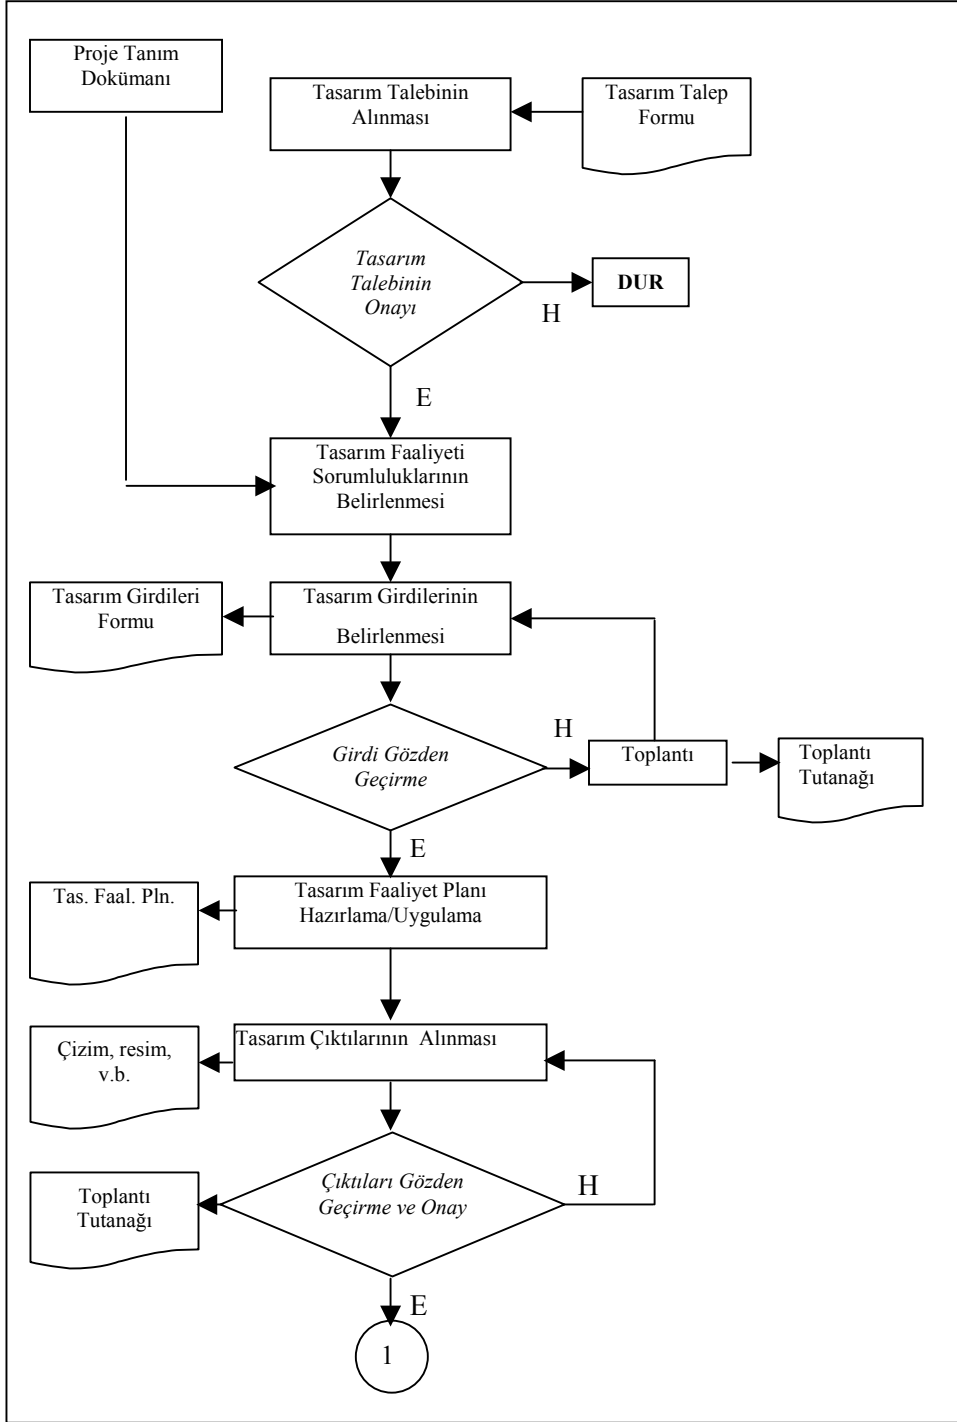 Proje Tanım
Dokümanı
Tasarım Talebinin
Alınması
Tasarım Talep
Formu
Tasarım
Talebinin
Onayı
DUR
H
E
Tasarım Faaliyeti
Sorumluluklarının
Belirlenmesi
Tasarım Girdileri
Formu
Tasarım Girdilerinin
Belirlenmesi
Girdi Gözden
Geçirme
H
Toplantı
Toplantı
Tutanağı
E
Tas. Faal. Pln.
Tasarım Faaliyet Planı
Hazırlama/Uygulama
Çizim, resim,
v.b.
Tasarım Çıktılarının Alınması
Toplantı
Tutanağı
Çıktıları Gözden
Geçirme ve Onay
H
E
1